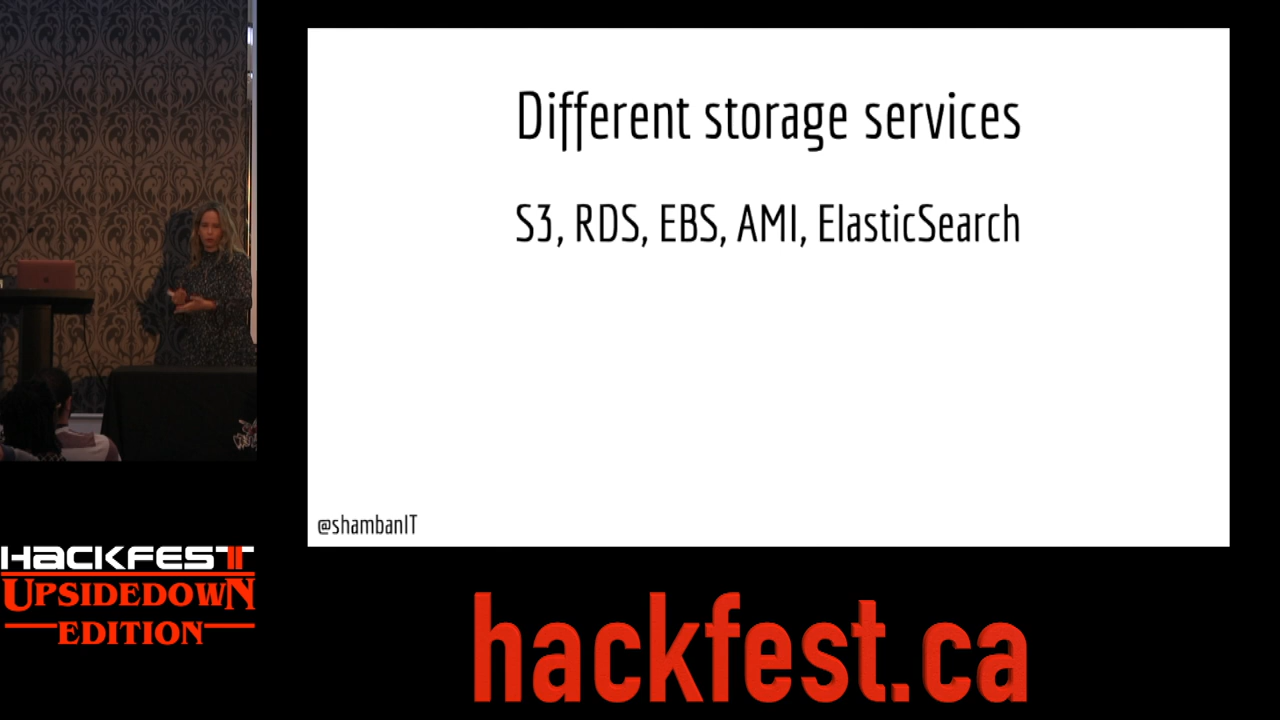 Different storage services
S3, RDS, EBS, AMI, ElasticSearch
@shambanIT
HACKFEST
UPSIDEDOWN
EDITION
hackfest.ca